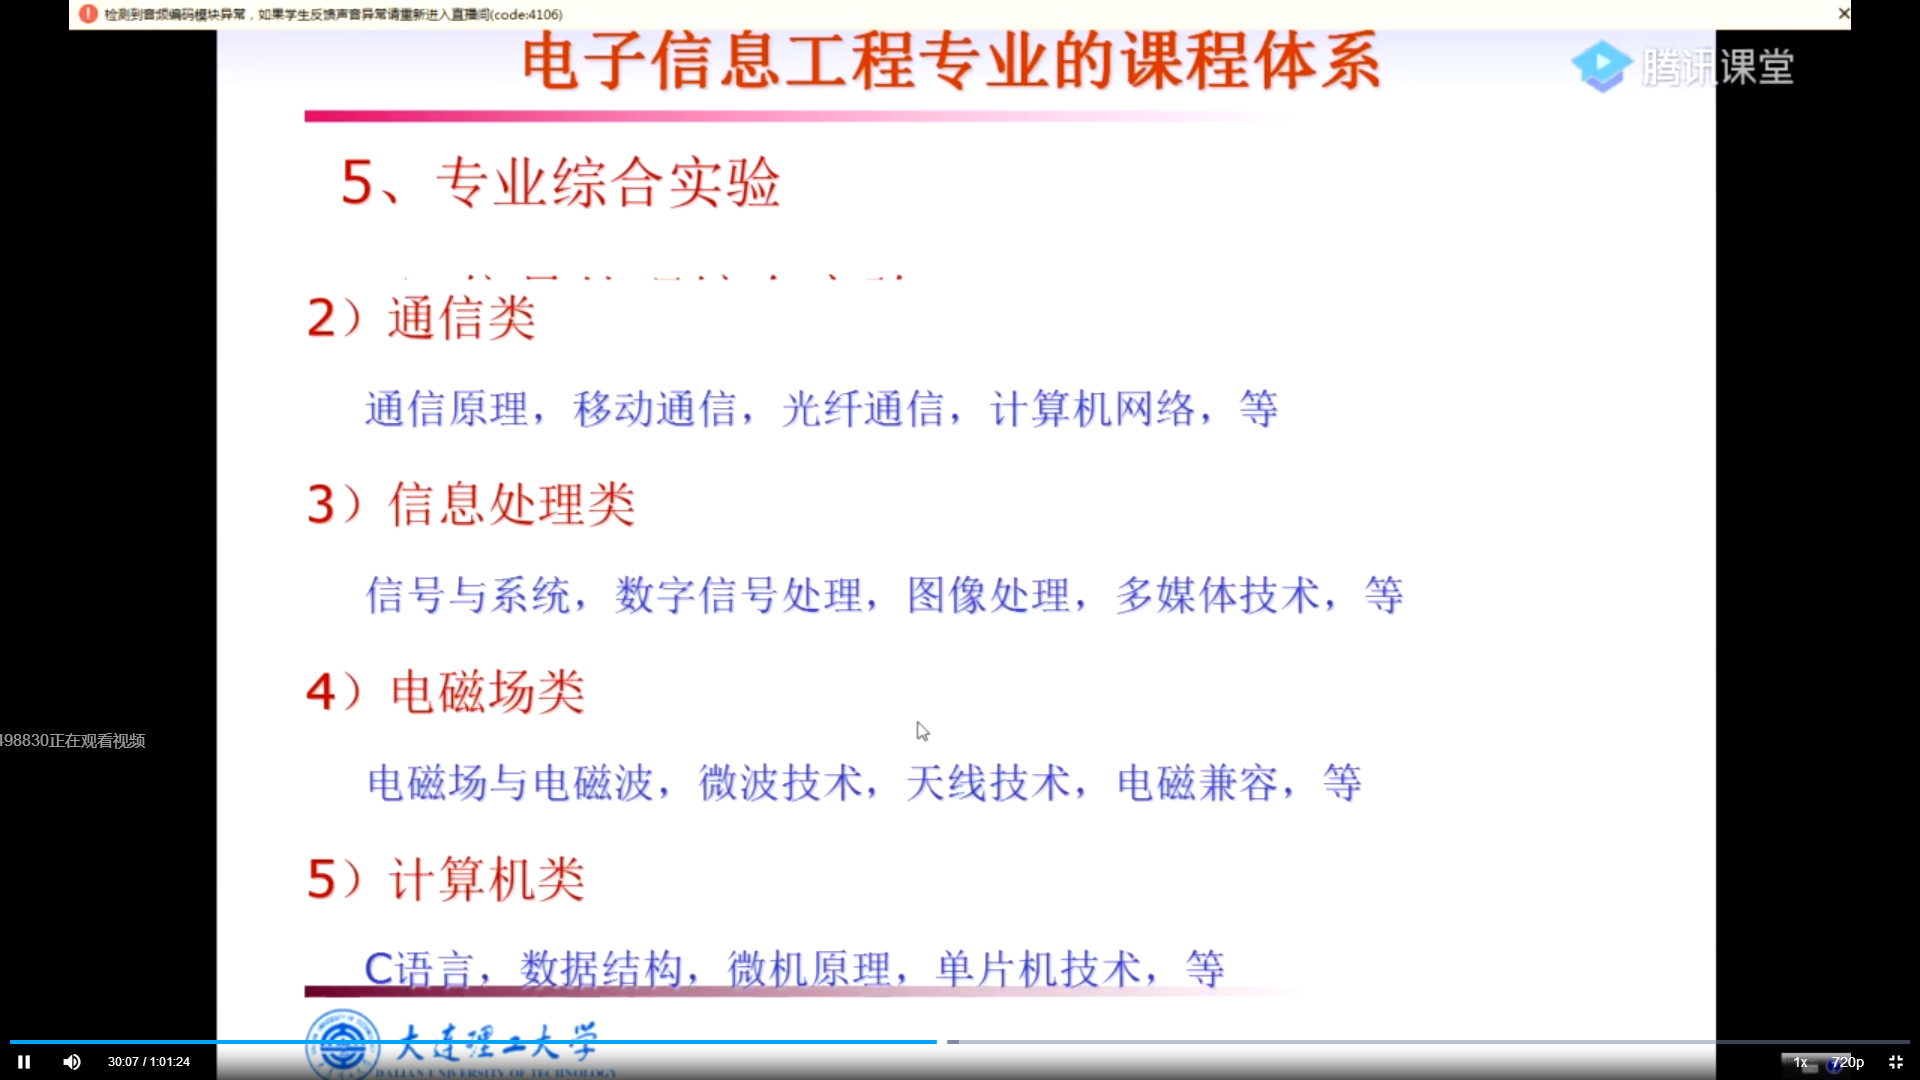 检测到音频编码模块异常，如果学生反馈声音异常请重新进入直播间(code:4106)
电子信息工程专业的课程体系
腾讯课堂
5、专业综合实验
2）通信类
通信原理，移动通信，光纤通信，计算机网络，等
3）信息处理类
信号与系统，数字信号处理，图像处理，多媒体技术，等
4）电磁场类
498830正在观看视频
电磁场与电磁波，微波技术，天线技术，电磁兼容，等
5）计算机类
C语言，数据结构，微机原理，单片机技术，等
大连理工大学
DALIAN UNIVERSITY OF TECHNOLOGY
30:07 / 1:01:24
1x
720p